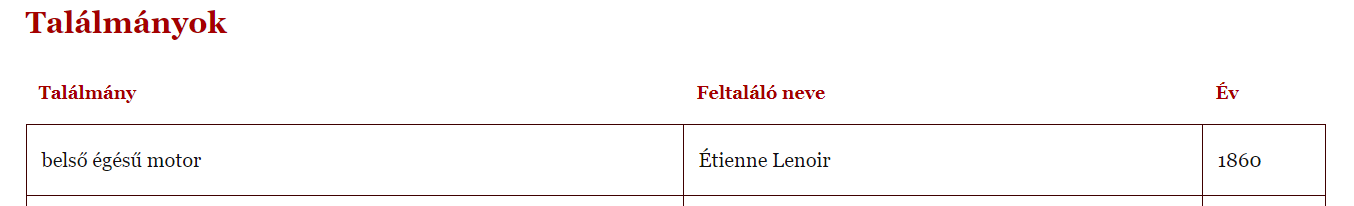 Találmányok
Találmány Feltaláló neve Év
belső égésű motor Étienne Lenoir 1860